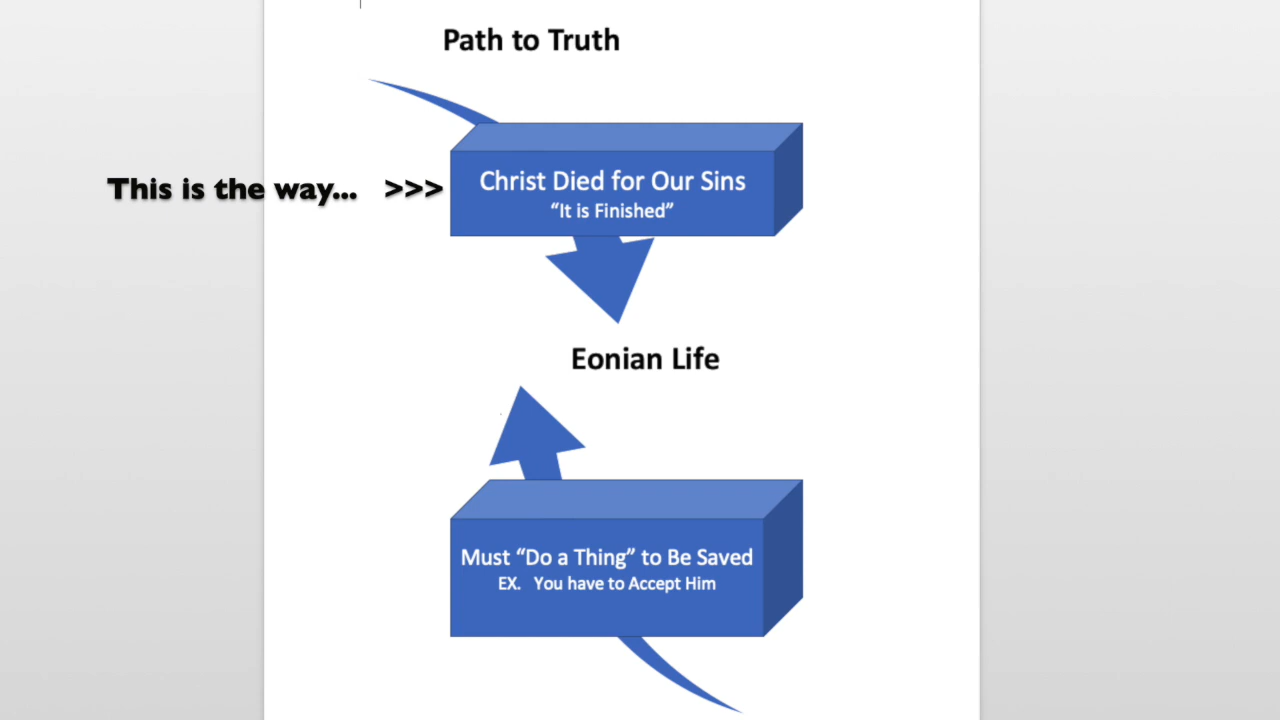 Path to Truth
This is the way... >>>
Christ Died for Our Sins
“It is Finished”
Eonian Life
Must “Do a Thing” to Be Saved
EX. You have to Accept Him